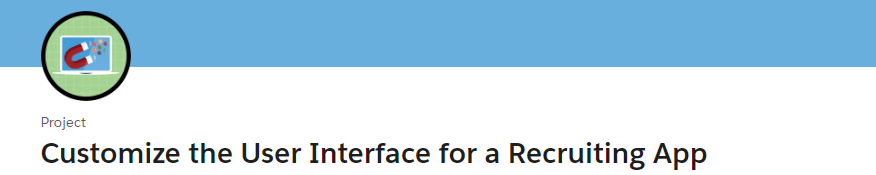 Project
Customize the User Interface for a Recruiting App